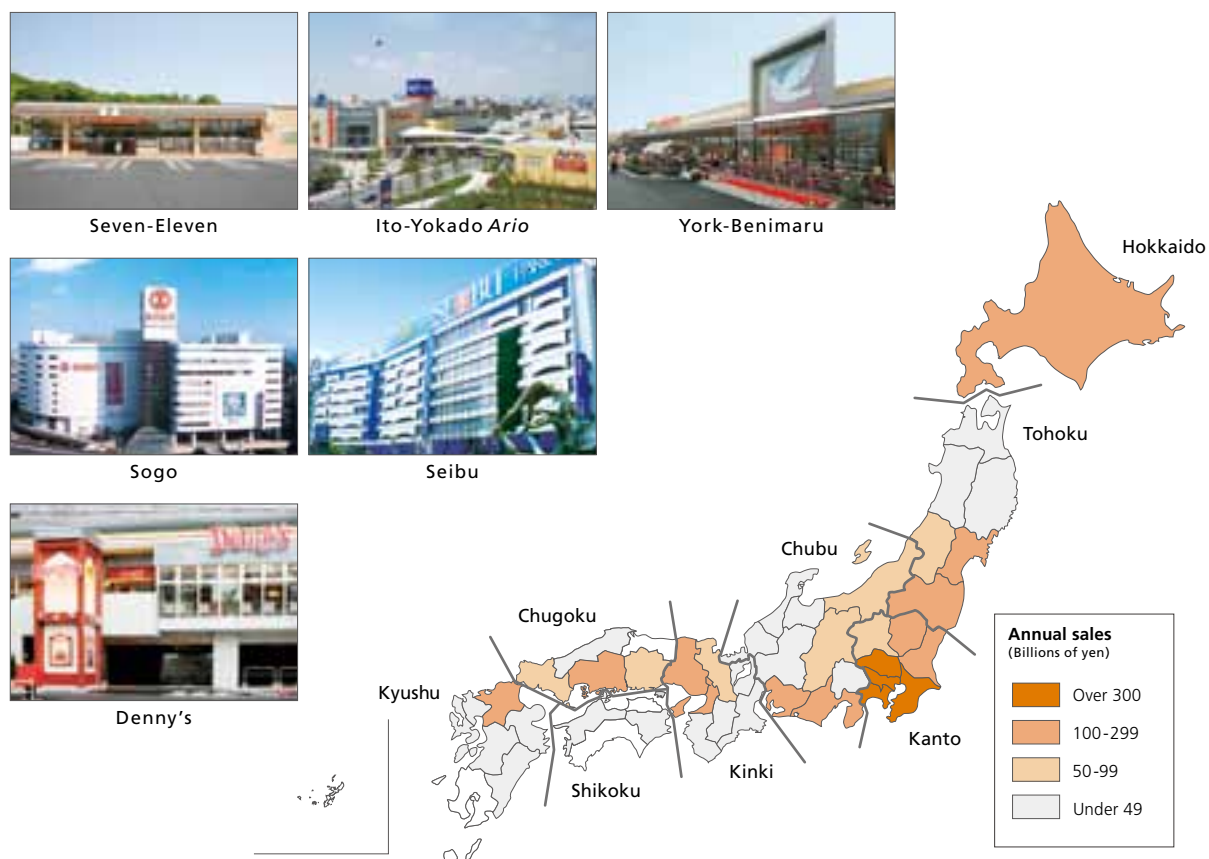 Seven-Eleven
Ito-Yokado Ario
York-Benimaru
Hokkaido
Sogo
Seibu
Tohoku
Chubu
Chugoku
Kyushu
Denny's
Shikoku
Kinki
Kanto
Annual sales
(Billions of yen)
Over 300
100-299
50-99
Under 49